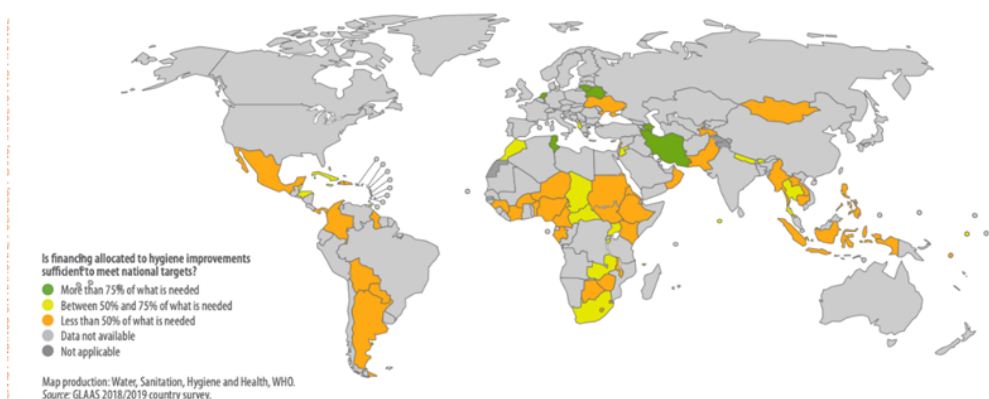 Is financing allocated to hygiene improvements
sufficient to meet national targets?
More than 75% of what is needed
Between 50% and 75% of what is needed
Less than 50% of what is needed
Data not available
Not applicable
Map production: Water, Sanitation, Hygiene and Health, WHO.
Source: GLAAS 2018/2019 country survey.